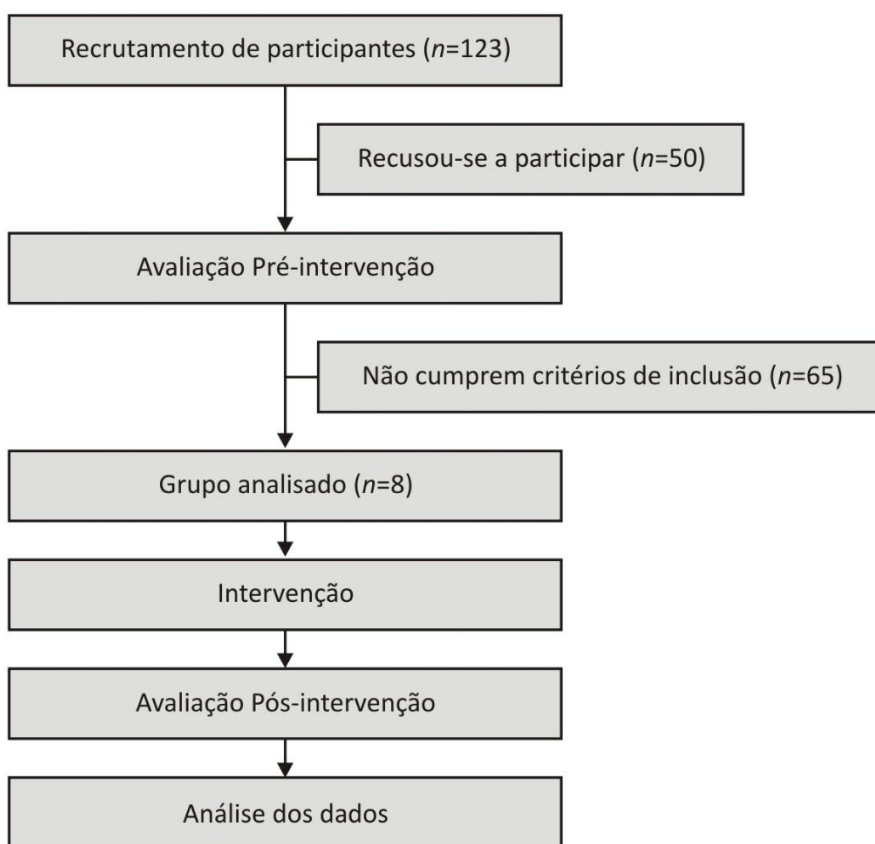 Recrutamento de participantes (n=123)
Recusou-se a participar (n=50)
Avaliação Pré-intervenção
Não cumprem critérios de inclusão (n=65)
Grupo analisado (n=8)
Intervenção
Avaliação Pós-intervenção
Análise dos dados